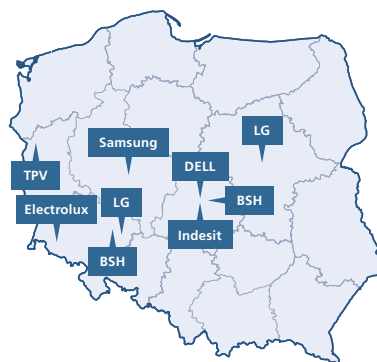 LG
Samsung
DELL
TPV
LG
BSH
Electrolux
Indesit
BSH